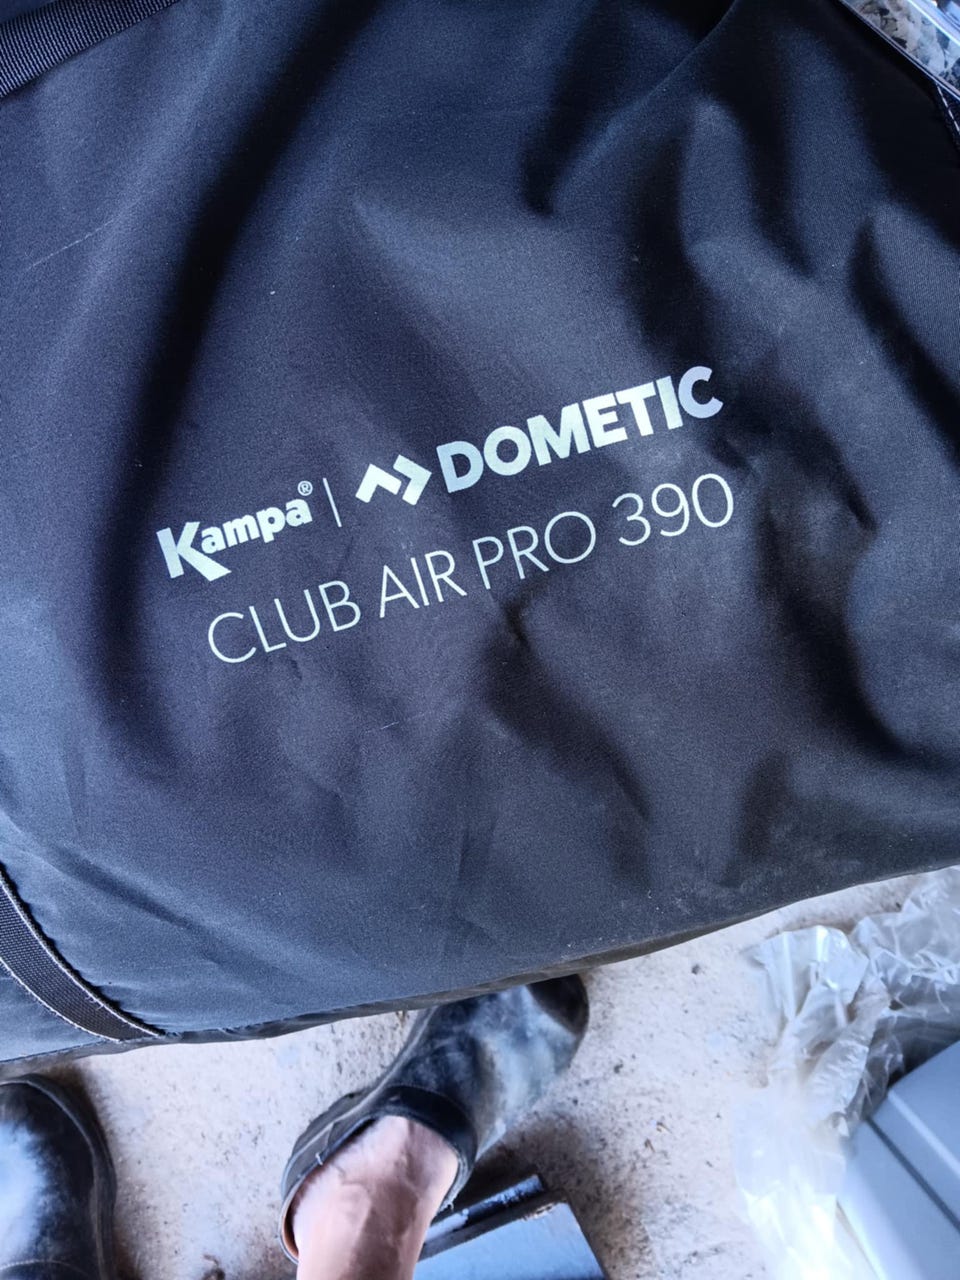 Kampa® | DOMETIC
CLUB AIR PRO 390